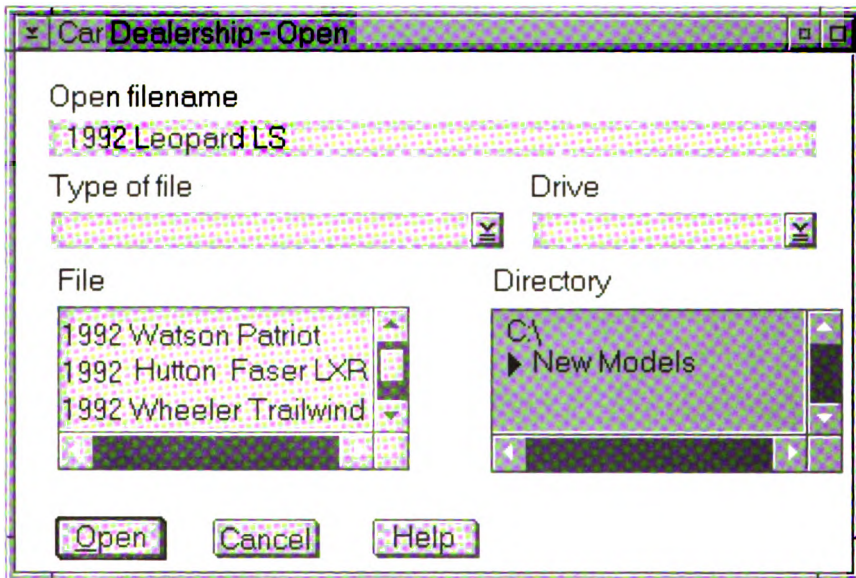 Car Dealership - Open
Open filename
1992 Leopard LS
Type of file
Drive
File
Directory
1992 Watson Patriot
1992 Hutton Faser LXR
1992 Wheeler Trailwind
C:\
New Models
Open
Cancel
Help